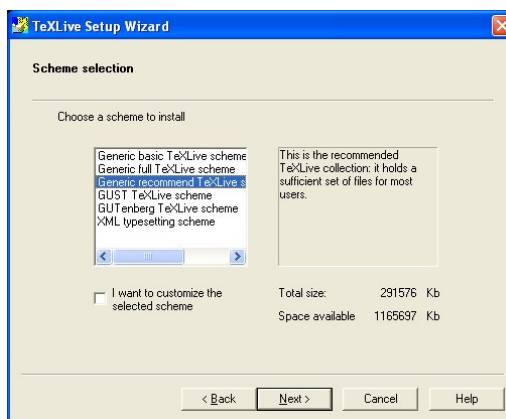 TeXLive Setup Wizard
Scheme selection
Choose a scheme to install
Generic basic TeXLive scheme
Generic full TeXLive scheme
Generic recommend TeXLive s
GUST TeXLive scheme
GUTenberg TeXLive scheme
XML typesetting scheme
This is the recommended
TeXLive collection: it holds a
sufficient set of files for most
users.
I want to customize the
selected scheme
Total size: 291576 Kb
Space available 1165697 Kb
< Back Next > Cancel Help